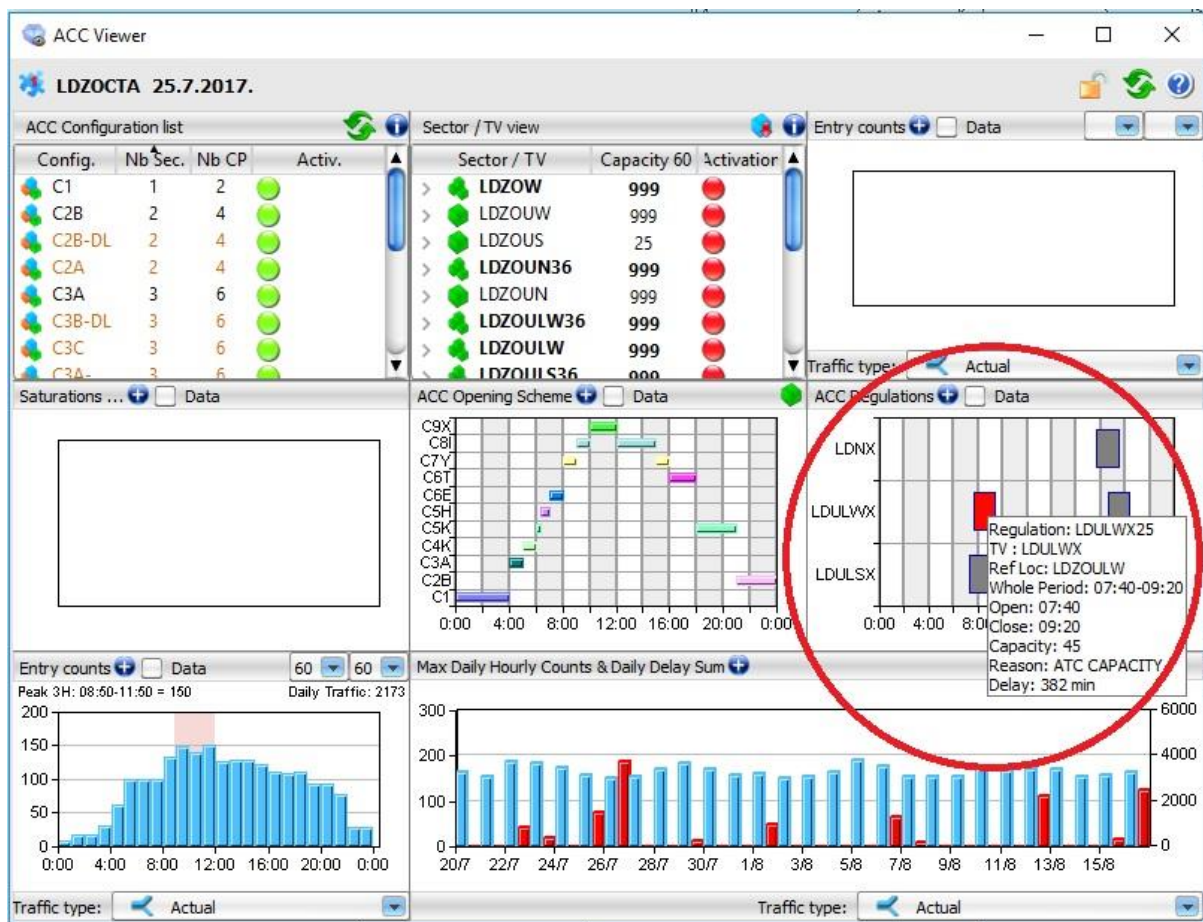 ACC Viewer
LDZOCTA 25.7.2017.
ACC Configuration list
Config. Nb Sec. Nb CP Activ.
C1 1 2
C2B 2 4
C2B-DL 2 4
C2A 2 4
C3A 3 6
C3B-DL 3 6
C3C 3 6
C3A- 3 6
Sector / TV view
Sector / TV Capacity 60 Activation
LDZOW 999
LDZOUW 999
LDZOUS 25
LDZOUN36 999
LDZOUN 999
LDZOULW36 999
LDZOULW 999
LDZOULS36 999
Entry counts Data
Traffic type: Actual
Saturations ... Data
ACC Opening Scheme Data
C9X
C8I
C7Y
C6T
C6E
C5H
C5K
C4K
C3A
C2B
C1
0:00 4:00 8:00 12:00 16:00 20:00 0:00
ACC Regulations Data
LDNX
LDULWX
LDULSX
0:00 4:00
Regulation: LDULWX25
TV : LDULWX
Ref Loc: LDZOULW
Whole Period: 07:40-09:20
Open: 07:40
Close: 09:20
Capacity: 45
Reason: ATC CAPACITY
Delay: 382 min
Entry counts Data 60 60
Peak 3H: 08:50-11:50 = 150 Daily Traffic: 2173
200
150
100
50
0
0:00 4:00 8:00 12:00 16:00 20:00 0:00
Traffic type: Actual
Max Daily Hourly Counts & Daily Delay Sum
300 6000
200 4000
100 2000
0 0
20/7 22/7 24/7 26/7 28/7 30/7 1/8 3/8 5/8 7/8 9/8 11/8 13/8 15/8
Traffic type: Actual